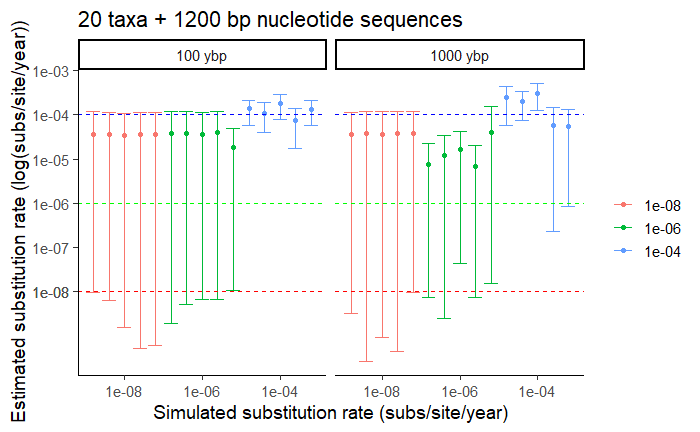 20 taxa + 1200 bp nucleotide sequences
100 ybp
1000 ybp
Estimated substitution rate (log(subs/site/year))
1e-03
1e-04
1e-05
1e-06
1e-07
1e-08
1e-08
1e-06
1e-04
1e-08
1e-06
1e-04
Simulated substitution rate (subs/site/year)
1e-08
1e-06
1e-04